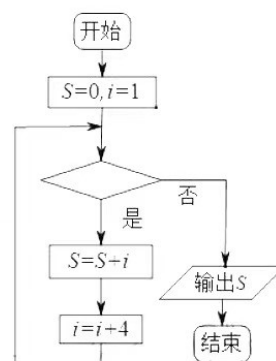 开始
S=0,i=1
否
是
S=S+i
输出S
i=i+4
结束